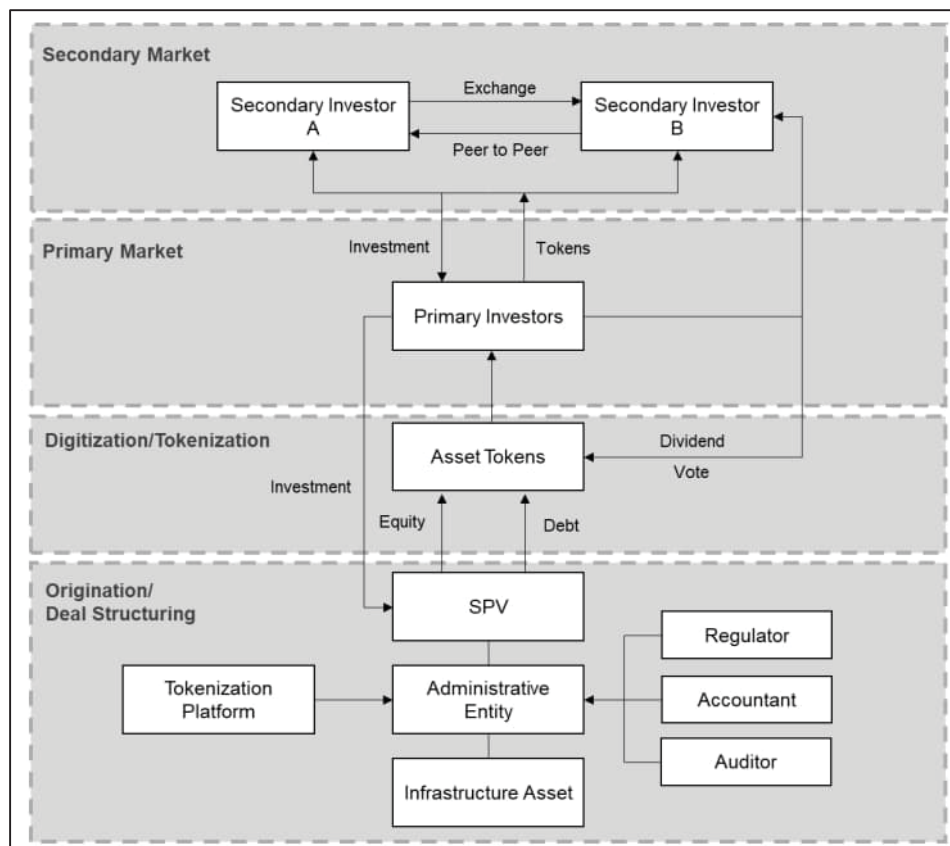 Secondary Market
Secondary Investor
A
Exchange
Peer to Peer
Secondary Investor
B
Primary Market
Investment
Tokens
Primary Investors
Digitization/Tokenization
Asset Tokens
Dividend
Vote
Investment
Equity
Debt
Origination/
Deal Structuring
SPV
Regulator
Tokenization
Platform
Administrative
Entity
Accountant
Auditor
Infrastructure Asset